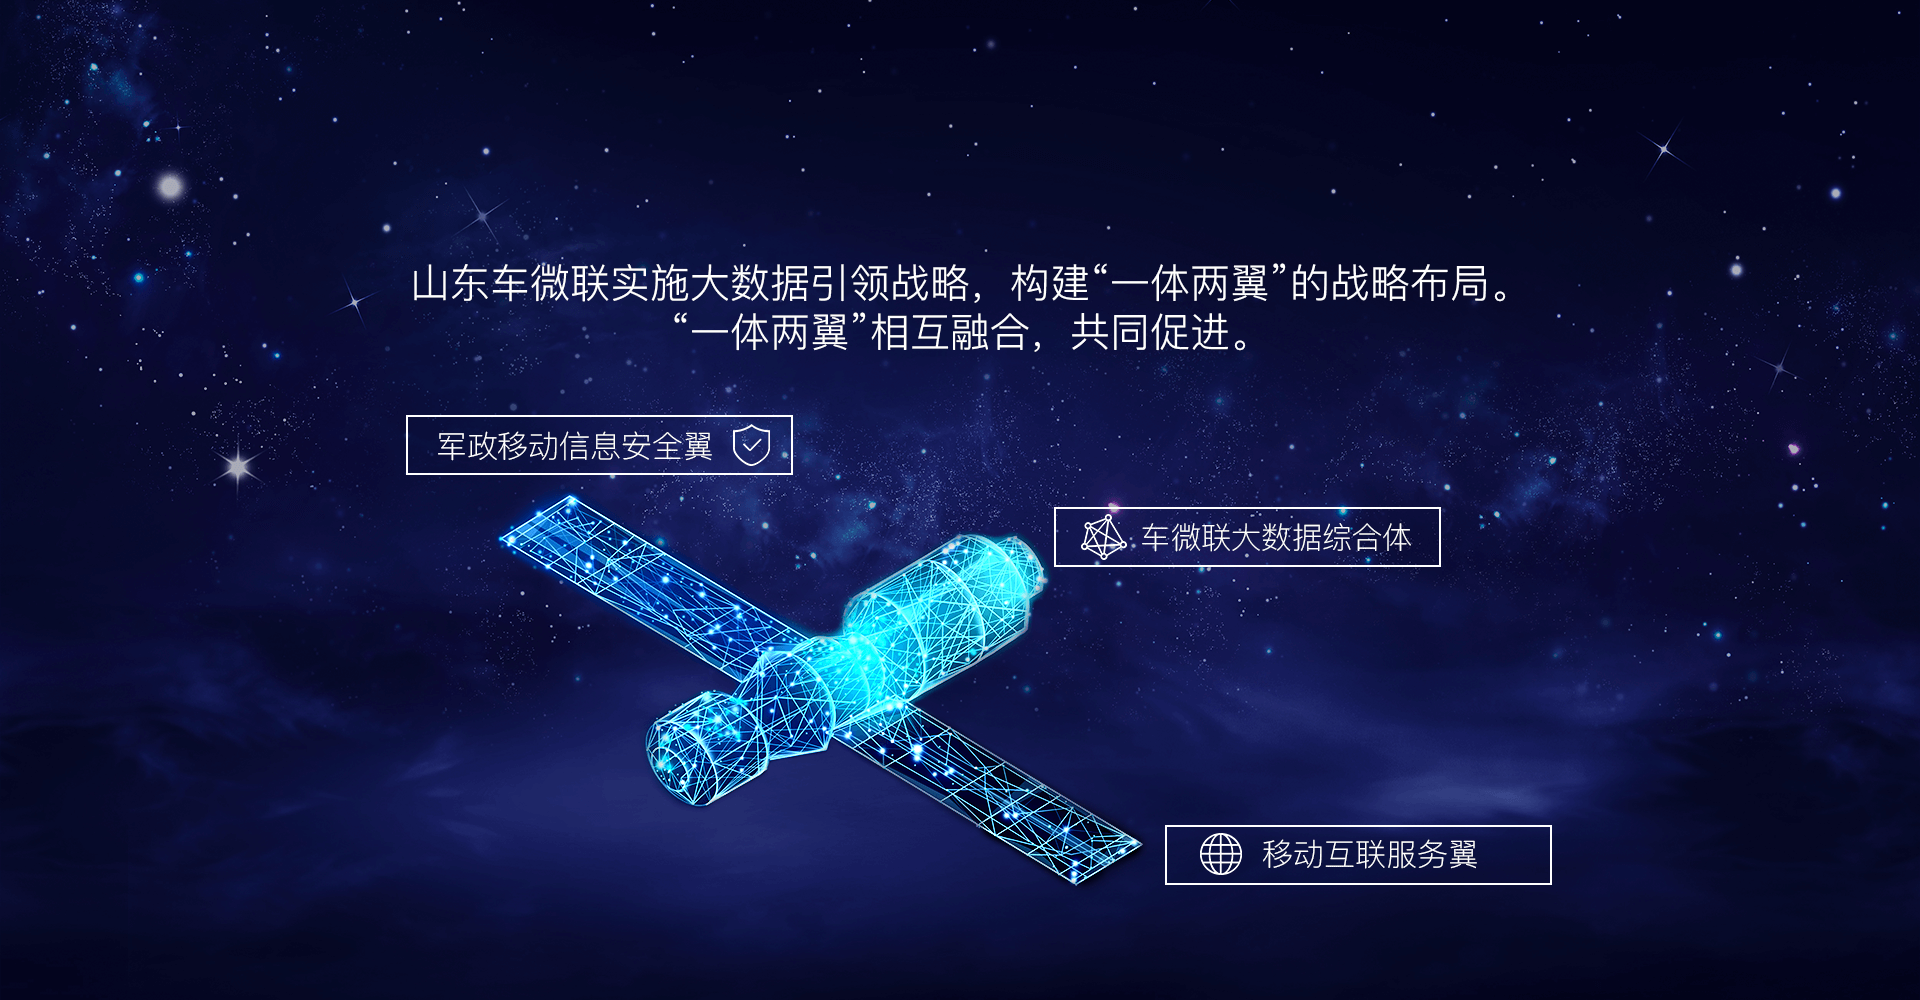 山东车微联实施大数据引领战略，构建“一体两翼”的战略布局。
“一体两翼”相互融合，共同促进。
军政移动信息安全翼
车微联大数据综合体
移动互联服务翼